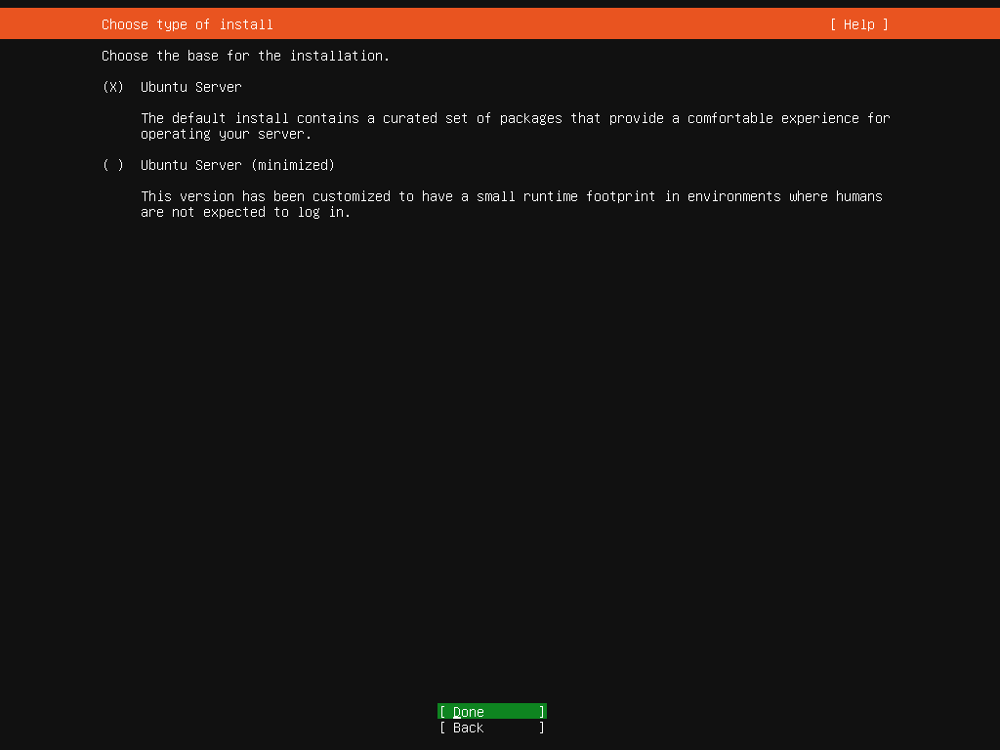 Choose type of install [ Help ]
Choose the base for the installation.
(X) Ubuntu Server
The default install contains a curated set of packages that provide a comfortable experience for
operating your server.
( ) Ubuntu Server (minimized)
This version has been customized to have a small runtime footprint in environments where humans
are not expected to log in.
[ Done ]
[ Back ]